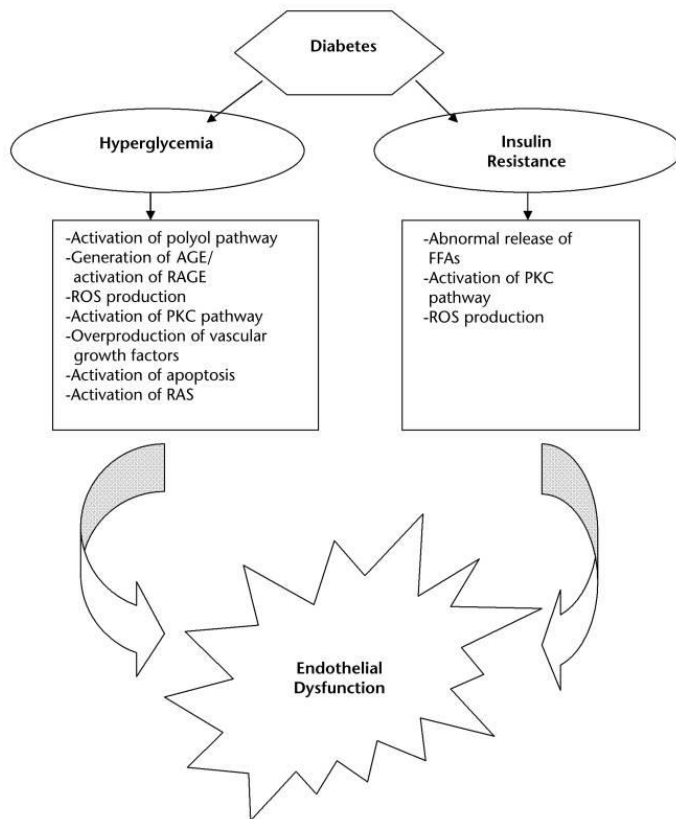 Diabetes
Hyperglycemia
Insulin
Resistance
-Activation of polyol pathway
-Generation of AGE/
activation of RAGE
-ROS production
-Activation of PKC pathway
-Overproduction of vascular
growth factors
-Activation of apoptosis
-Activation of RAS
-Abnormal release of
FFAs
-Activation of PKC
pathway
-ROS production
Endothelial
Dysfunction